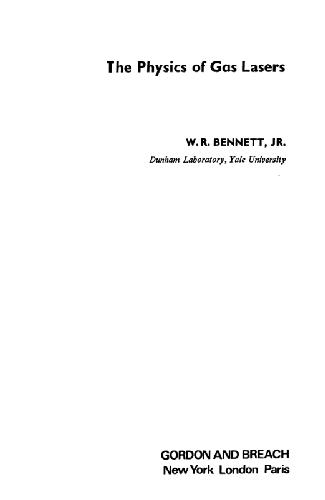 The Physics of Gas Lasers
W. R. BENNETT, JR.
Dunham Laboratory, Yale University
GORDON AND BREACH
New York London Paris